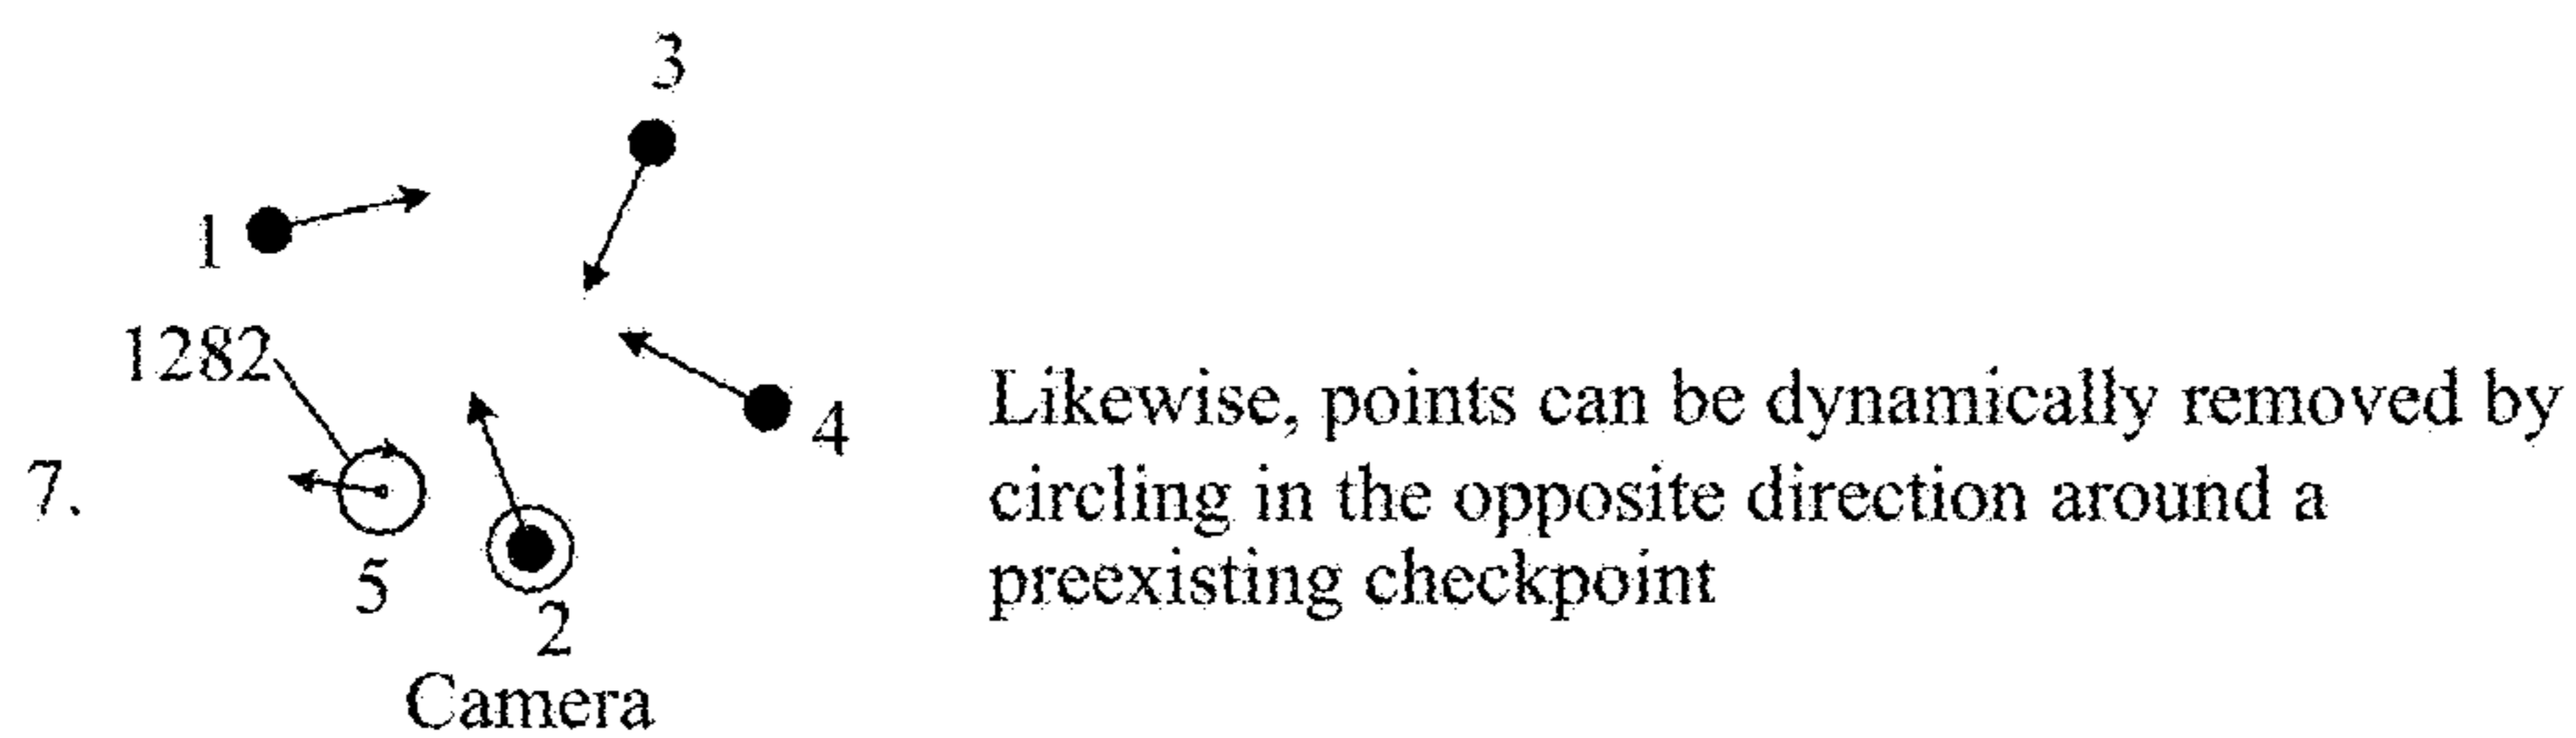 3
1
1282
4
7.
5
2
Camera
Likewise, points can be dynamically removed by
circling in the opposite direction around a
preexisting checkpoint